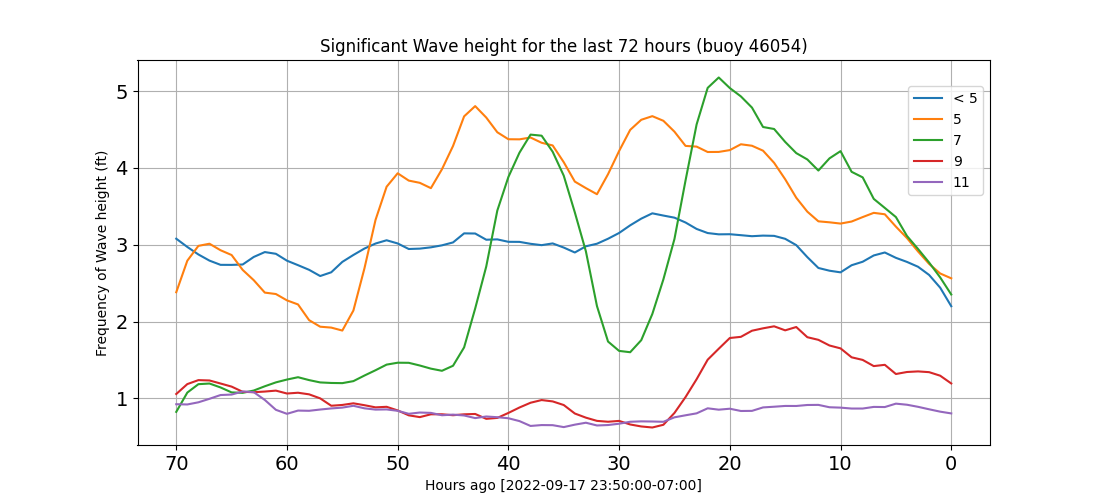 Significant Wave height for the last 72 hours (buoy 46054)
Frequency of Wave height (ft)
5
4
3
2
1
< 5
5
7
9
11
70 60 50 40 30 20 10 0
Hours ago [2022-09-17 23:50:00-07:00]